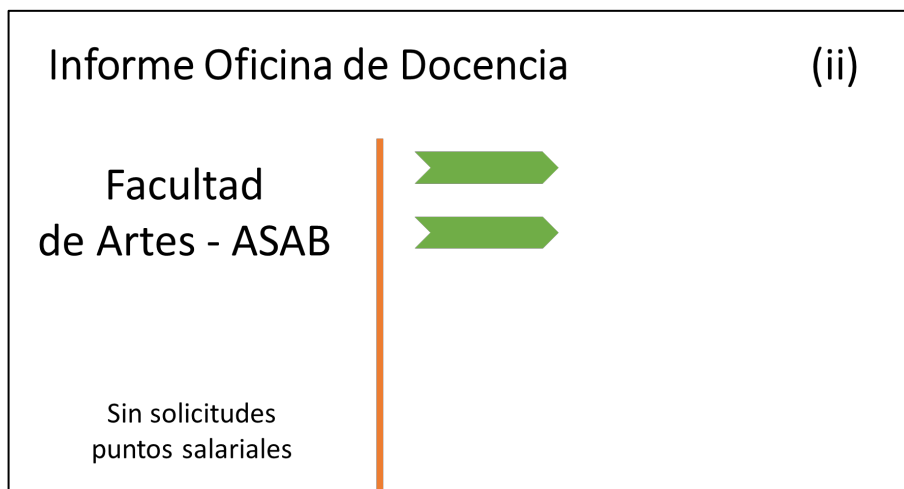 Informe Oficina de Docencia (ii)
Facultad
de Artes - ASAB
Sin solicitudes
puntos salariales